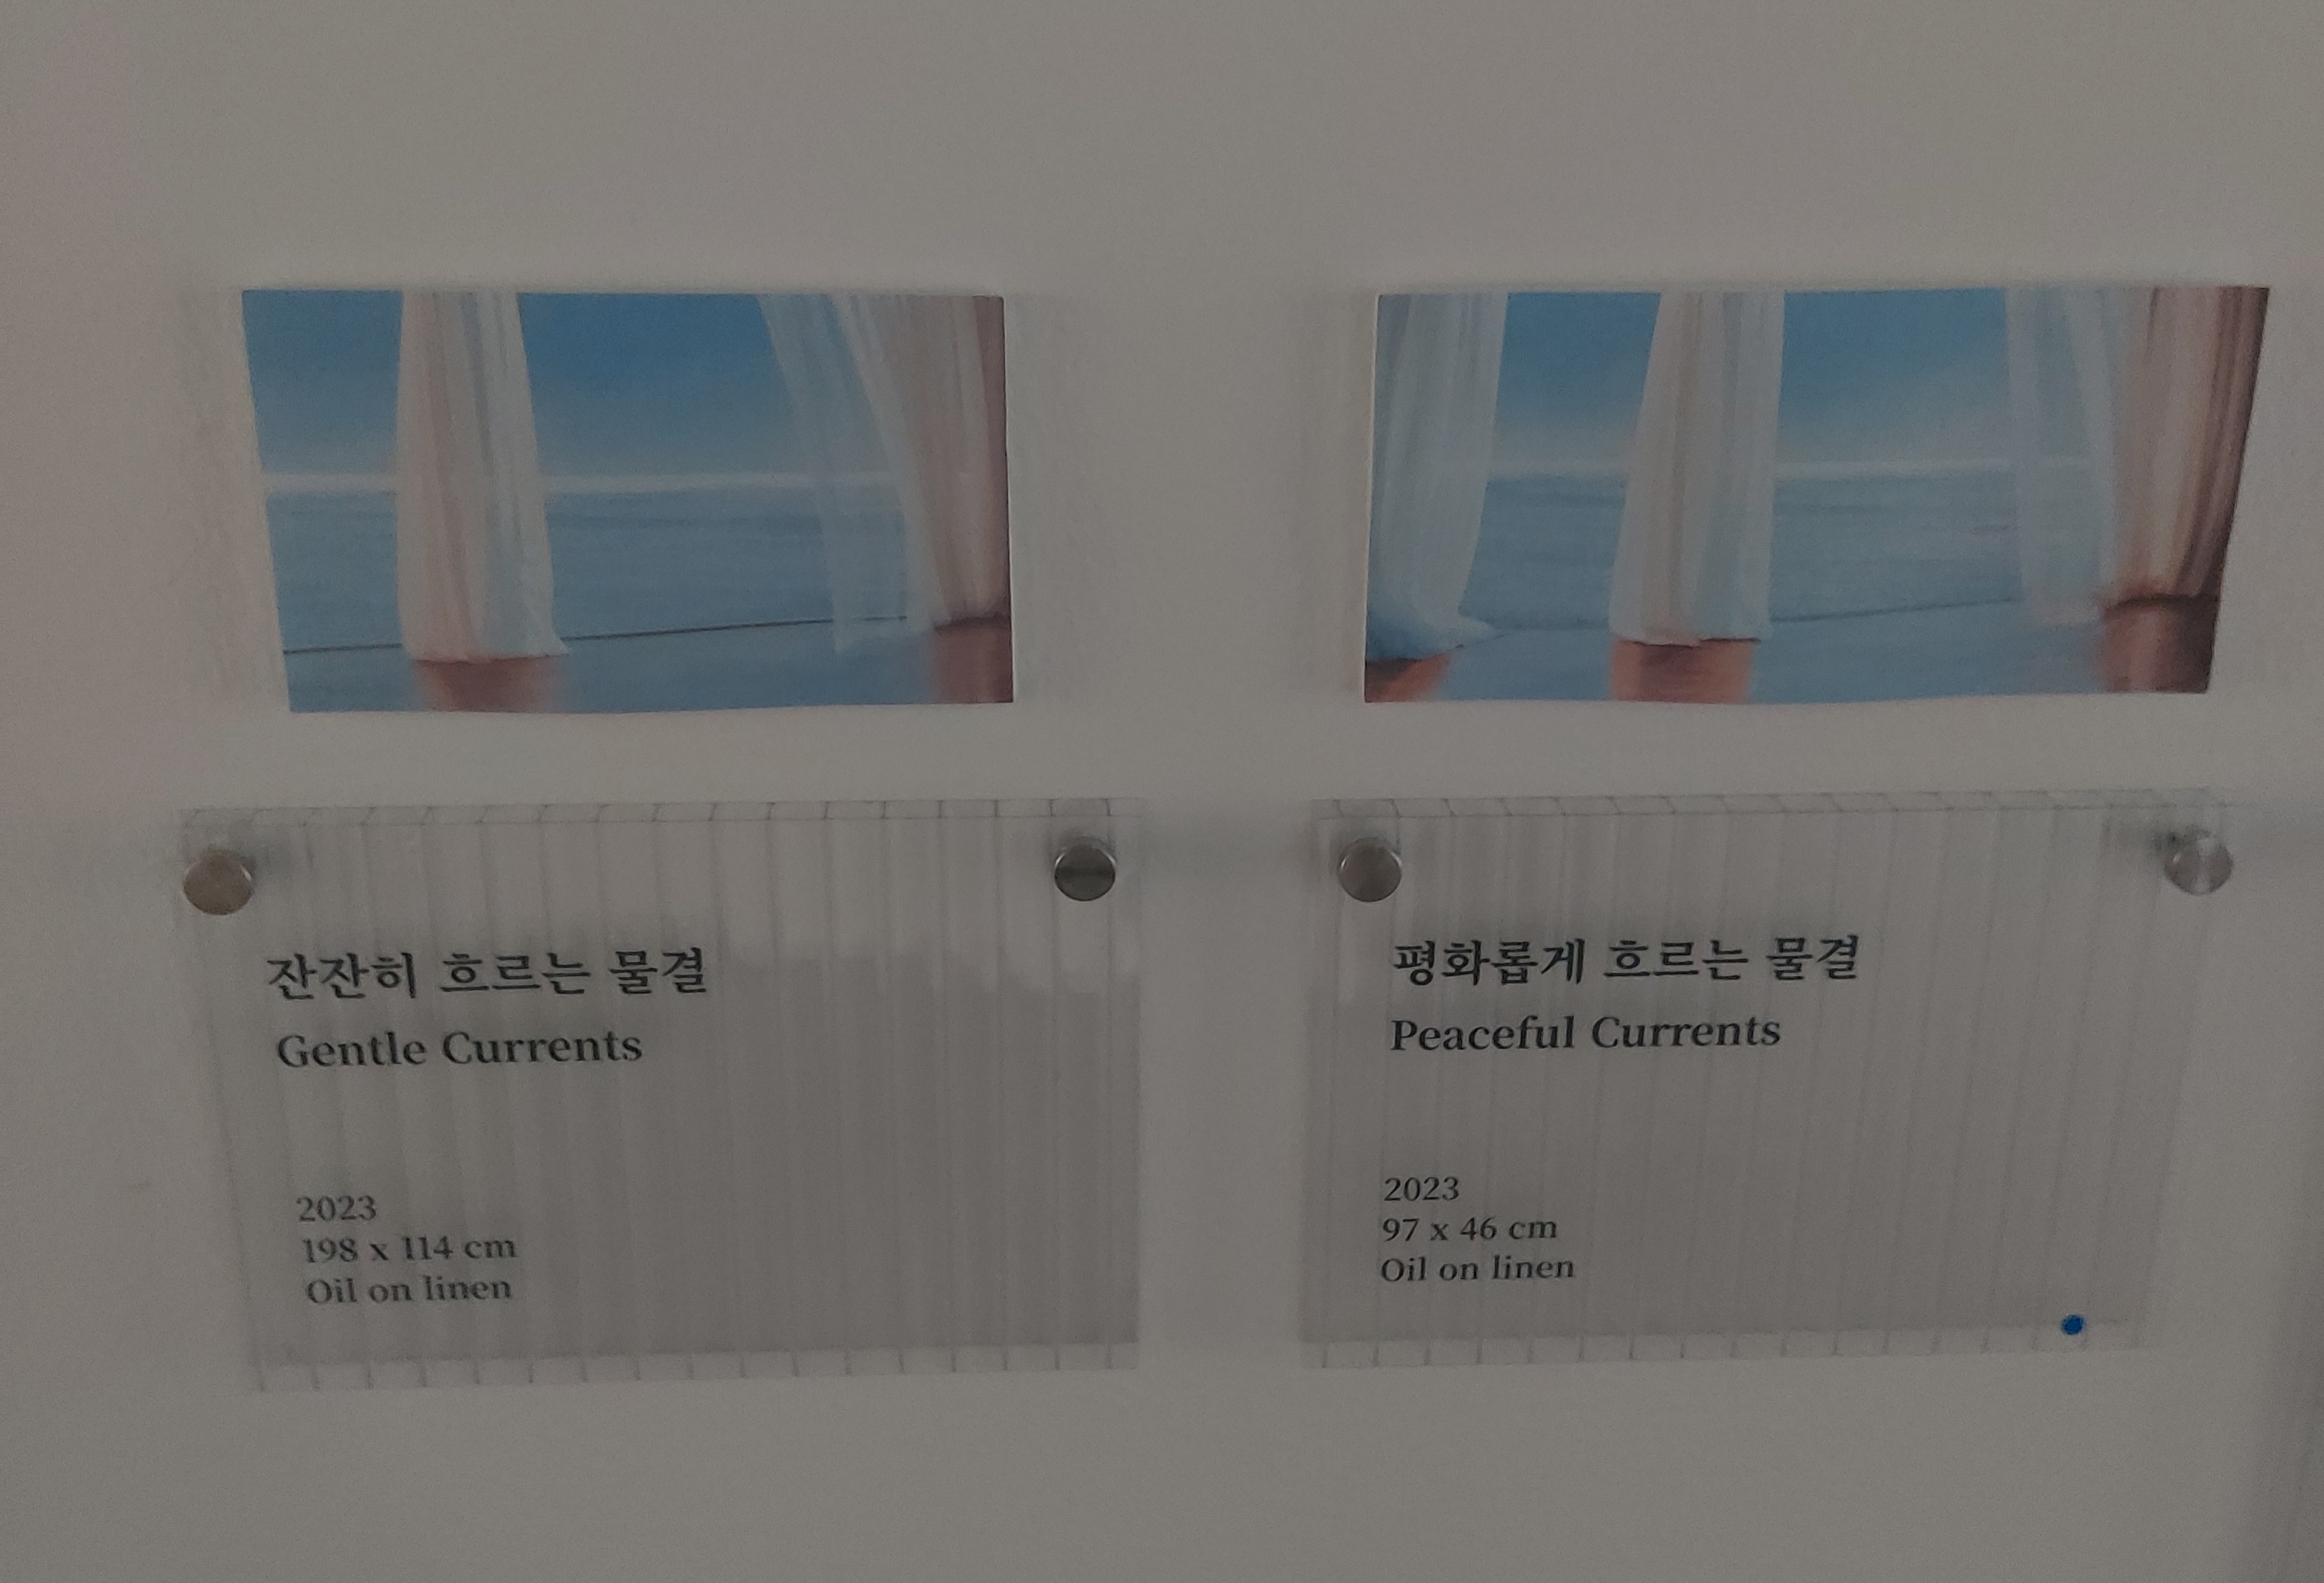 잔잔히 흐르는 물결
Gentle Currents
2023
198 x 114 cm
Oil on linen
평화롭게 흐르는 물결
Peaceful Currents
2023
97 x 46 cm
Oil on linen